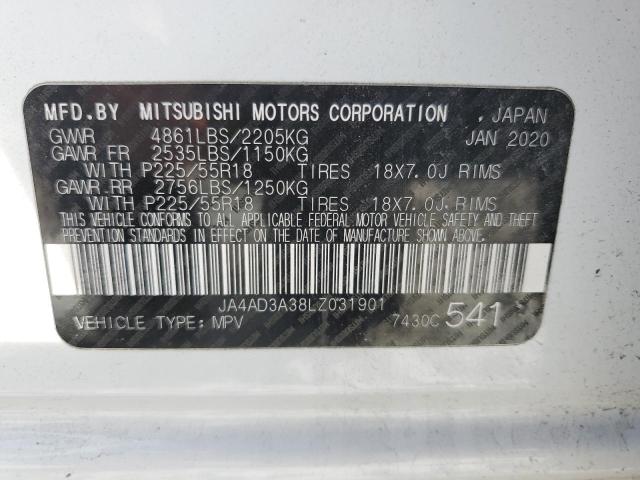 MFD.BY MITSUBISHI MOTORS CORPORATION . JAPAN
GVWR 4861LBS/2205KG JAN 2020
GAWR FR 2535LBS/1150KG
WITH P225/55R18 TIRES 18X7.0J RIMS
GAWR RR 2756LBS/1250KG
WITH P225/55R18 TIRES 18X7.0J. RIMS
THIS VEHICLE CONFORMS TO ALL APPLICABLE FEDERAL MOTOR VEHICLE SAFETY AND THEFT
PREVENTION STANDARDS IN EFFECT ON THE DATE OF MANUFACTURE SHOWN ABOVE.
JA4AD3A38LZ031901
VEHICLE TYPE: MPV 7430C 541